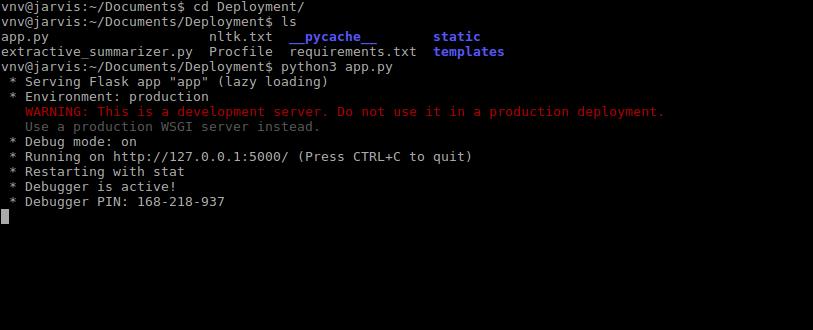 vnv@jarvis:~/Documents$ cd Deployment/
vnv@jarvis:~/Documents/Deployment$ ls
app.py                    nltk.txt  __pycache__       static
extractive_summarizer.py  Procfile  requirements.txt  templates
vnv@jarvis:~/Documents/Deployment$ python3 app.py
 * Serving Flask app "app" (lazy loading)
 * Environment: production
   WARNING: This is a development server. Do not use it in a production deployment.
   Use a production WSGI server instead.
 * Debug mode: on
 * Running on http://127.0.0.1:5000/ (Press CTRL+C to quit)
 * Restarting with stat
 * Debugger is active!
 * Debugger PIN: 168-218-937